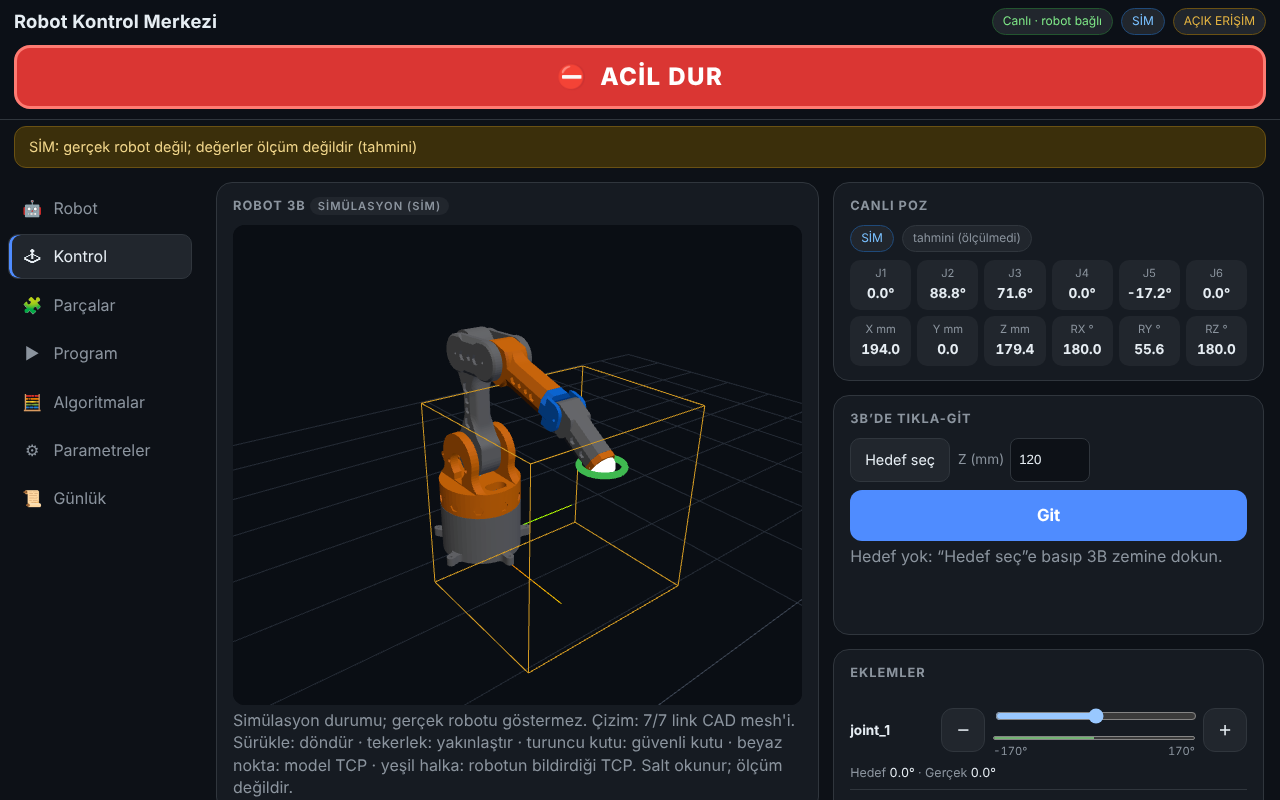 Robot Kontrol Merkezi
Canlı · robot bağlı
SİM
AÇIK ERİŞİM
ACİL DUR
SİM: gerçek robot değil; değerler ölçüm değildir (tahmini)
Robot
Kontrol
Parçalar
Program
Algoritmalar
Parametreler
Günlük
ROBOT 3B SİMÜLASYON (SİM)
Simülasyon durumu; gerçek robotu göstermez. Çizim: 7/7 link CAD mesh'i.
Sürükle: döndür · tekerlek: yakınlaştır · turuncu kutu: güvenli kutu · beyaz
nokta: model TCP · yeşil halka: robotun bildirdiği TCP. Salt okunur; ölçüm
değildir.
CANLI POZ
SİM tahmini (ölçülmedi)
J1 J2 J3 J4 J5 J6
0.0° 88.8° 71.6° 0.0° -17.2° 0.0°
X mm Y mm Z mm RX ° RY ° RZ °
194.0 0.0 179.4 180.0 55.6 180.0
3B’DE TIKLA-GİT
Hedef seç Z (mm) 120
Git
Hedef yok: “Hedef seç”e basıp 3B zemine dokun.
EKLEMLER
joint_1 − +
-170° 170°
Hedef 0.0° · Gerçek 0.0°